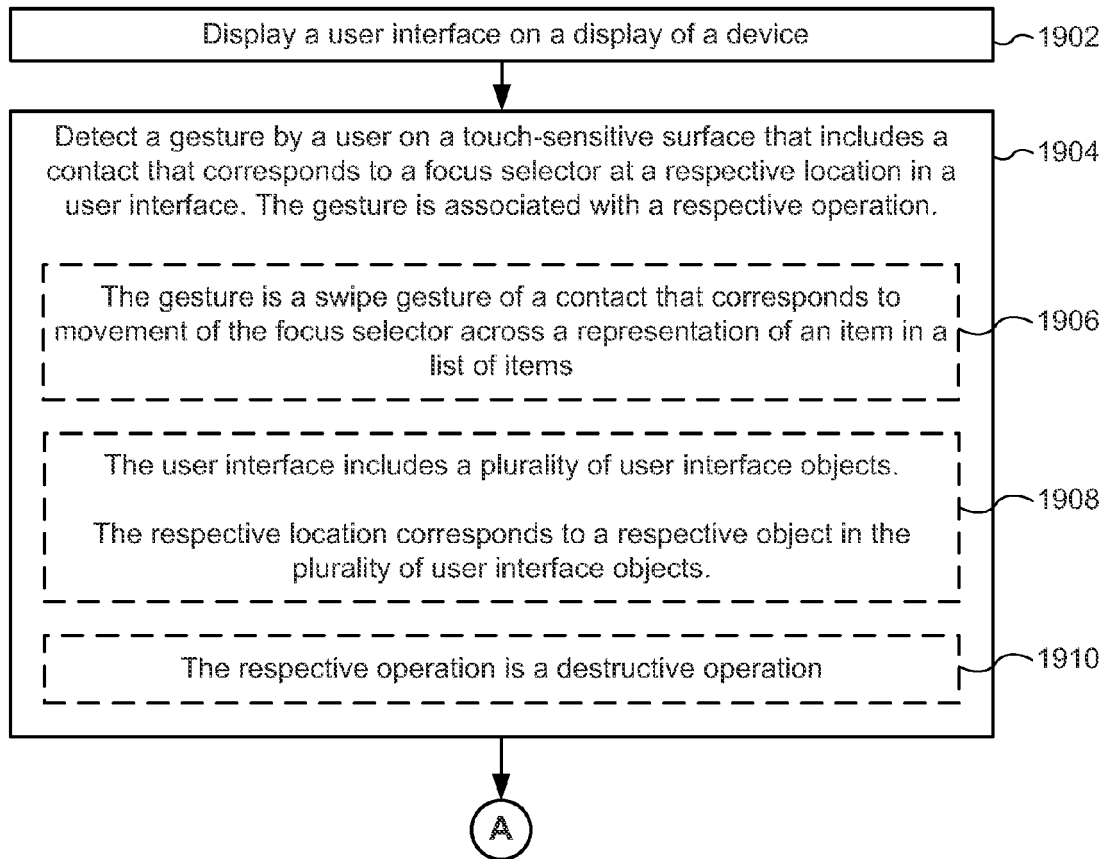 Display a user interface on a display of a device
1902
Detect a gesture by a user on a touch-sensitive surface that includes a
contact that corresponds to a focus selector at a respective location in a
user interface. The gesture is associated with a respective operation.
1904
The gesture is a swipe gesture of a contact that corresponds to
movement of the focus selector across a representation of an item in a
list of items
1906
The user interface includes a plurality of user interface objects.
The respective location corresponds to a respective object in the
plurality of user interface objects.
1908
The respective operation is a destructive operation
1910
A